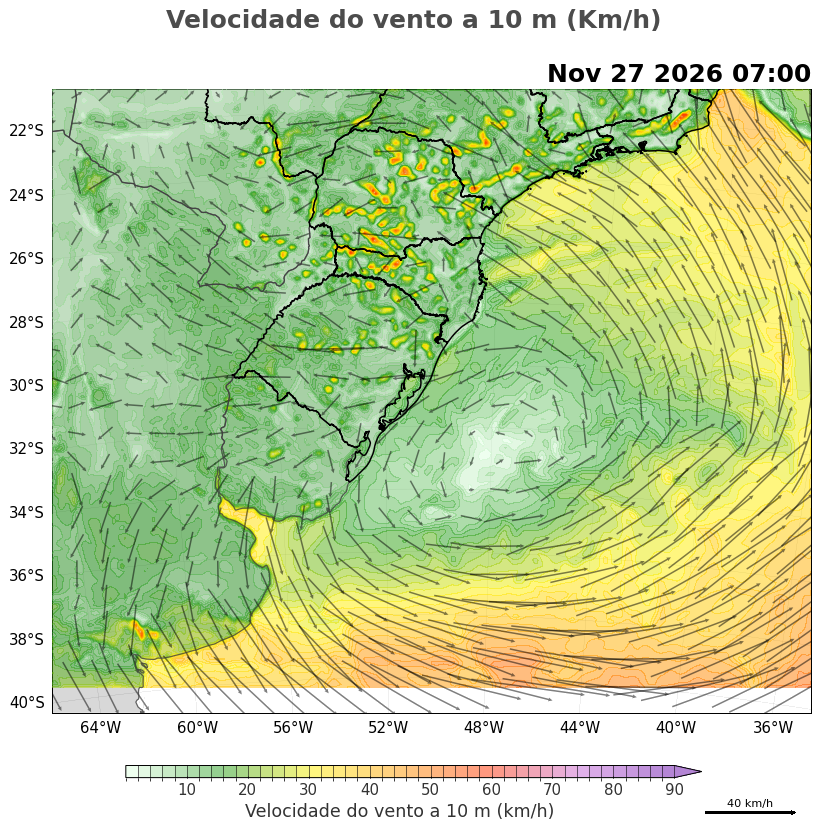 Velocidade do vento a 10 m (Km/h)
Nov 27 2026 07:00
22°S
24°S
26°S
28°S
30°S
32°S
34°S
36°S
38°S
40°S
64°W 60°W 56°W 52°W 48°W 44°W 40°W 36°W
10 20 30 40 50 60 70 80 90
Velocidade do vento a 10 m (km/h)
40 km/h